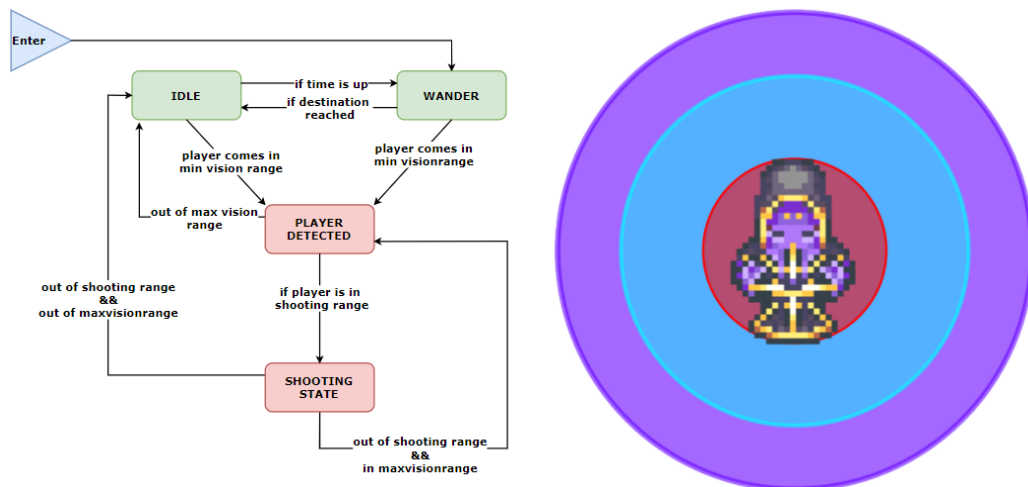 Enter
if time is up
IDLE
WANDER
if destination
reached
player comes in
min vision range
player comes in
min visionrange
out of max vision
range
PLAYER
DETECTED
out of shooting range
&&
out of maxvisionrange
if player is in
shooting range
SHOOTING
STATE
out of shooting range
&&
in maxvisionrange